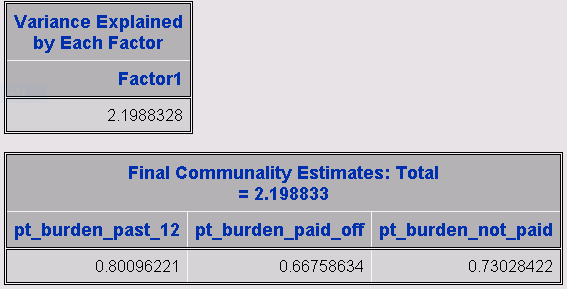 Variance Explained
by Each Factor
Factor1
2.1988328
Final Communality Estimates: Total
= 2.198833
pt_burden_past_12 pt_burden_paid_off pt_burden_not_paid
0.80096221 0.66758634 0.73028422